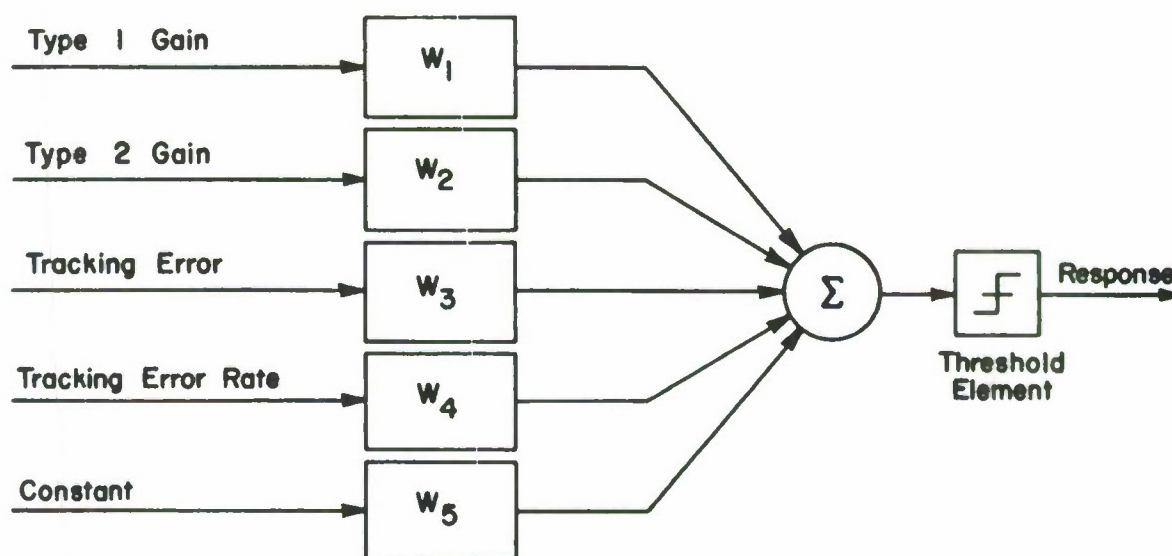 Type 1 Gain
W1
Type 2 Gain
W2
Tracking Error
W3
Tracking Error Rate
W4
Constant
W5
Σ
Response
Threshold
Element